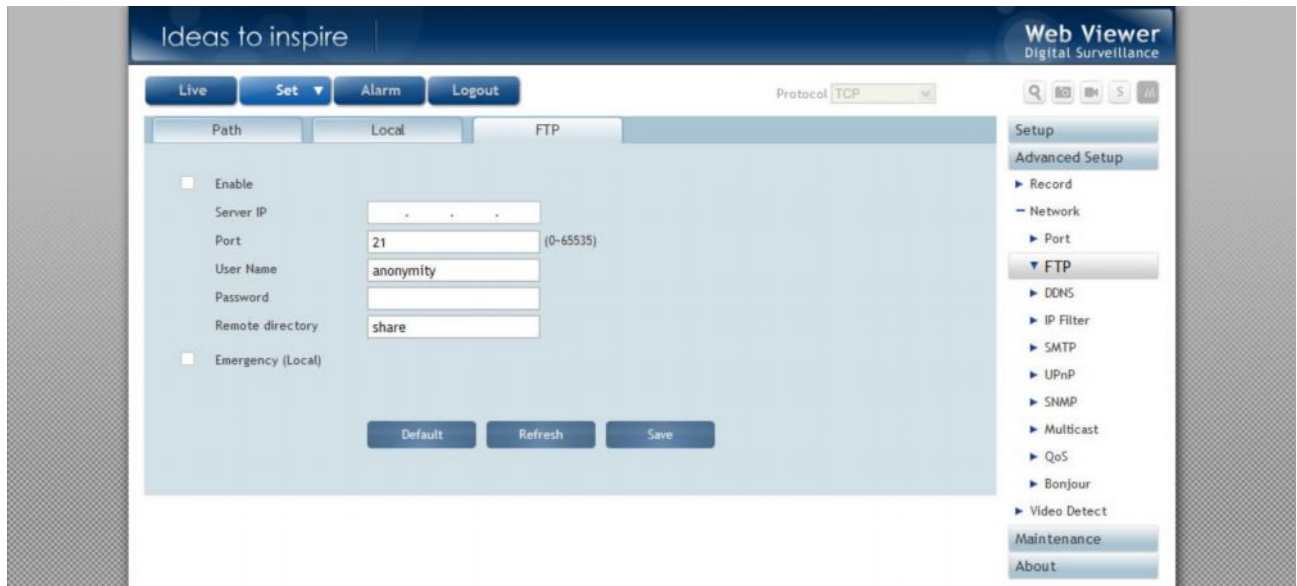 Ideas to inspire
Web Viewer
Digital Surveillance
Live
Set ▼
Alarm
Logout
Protocol TCP
S
Path
Local
FTP
Enable
Server IP . . .
Port 21 (0~65535)
User Name anonymity
Password
Remote directory share
Emergency (Local)
Default
Refresh
Save
Setup
Advanced Setup
Record
Network
Port
FTP
DDNS
IP Filter
SMTP
UPnP
SNMP
Multicast
QoS
Bonjour
Video Detect
Maintenance
About